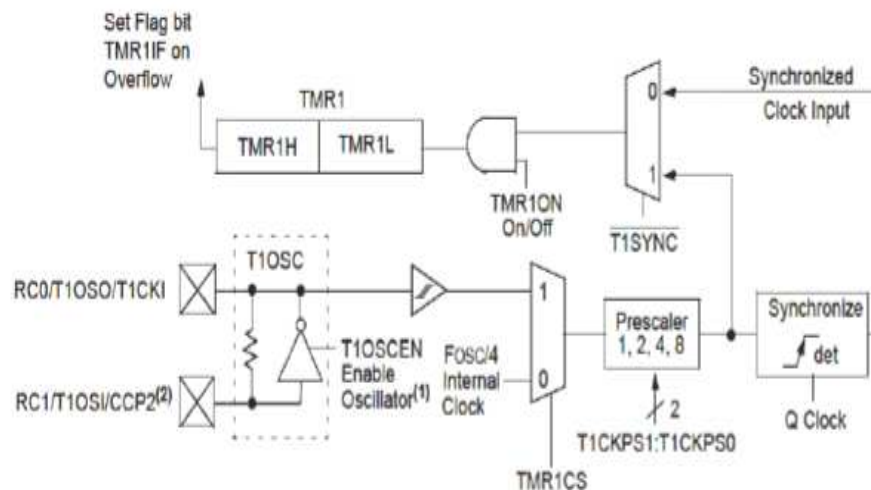 Set Flag bit
TMR1IF on
Overflow
TMR1
TMR1H
TMR1L
TMR1ON
On/Off
0
1
T1SYNC
Synchronized
Clock Input
RC0/T1OSO/T1CKI
T1OSC
RC1/T1OSI/CCP2(2)
T1OSCEN
Enable
Oscillator(1)
FOSC/4
Internal
Clock
1
0
TMR1CS
Prescaler
1, 2, 4, 8
2
T1CKPS1:T1CKPS0
Synchronize
det
Q Clock